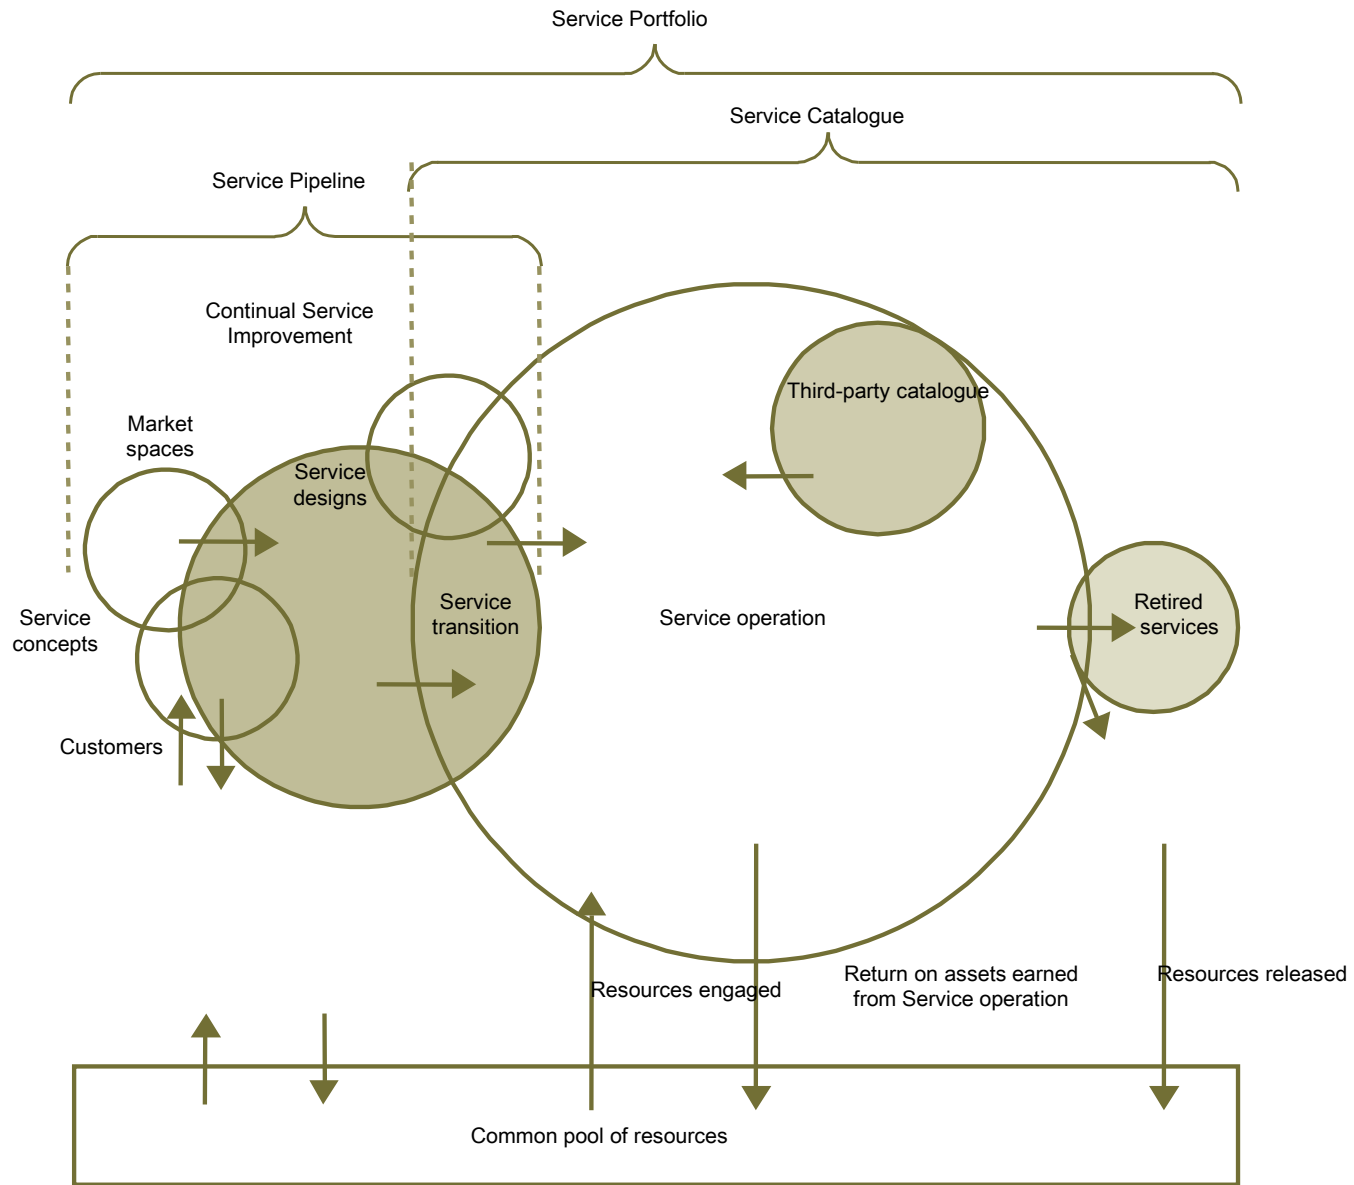 Service Portfolio
Service Catalogue
Service Pipeline
Continual Service
Improvement
Third-party catalogue
Market
spaces
Service
designs
Service
concepts
Service
transition
Service operation
Retired
services
Customers
Resources engaged
Return on assets earned
from Service operation
Resources released
Common pool of resources